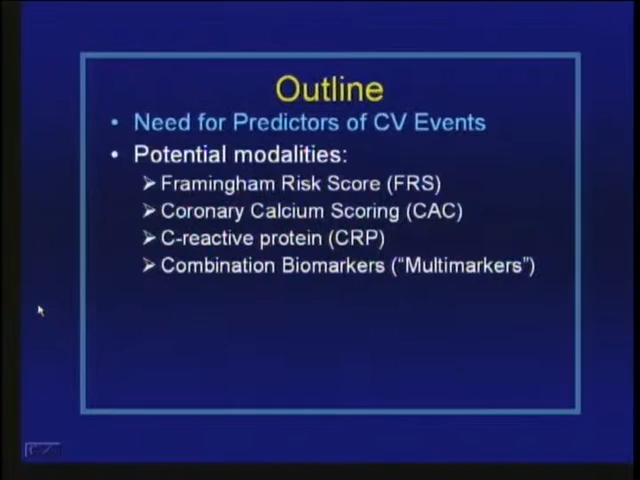 Outline
• Need for Predictors of CV Events
• Potential modalities:
➢ Framingham Risk Score (FRS)
➢ Coronary Calcium Scoring (CAC)
➢ C-reactive protein (CRP)
➢ Combination Biomarkers (“Multimarkers”)